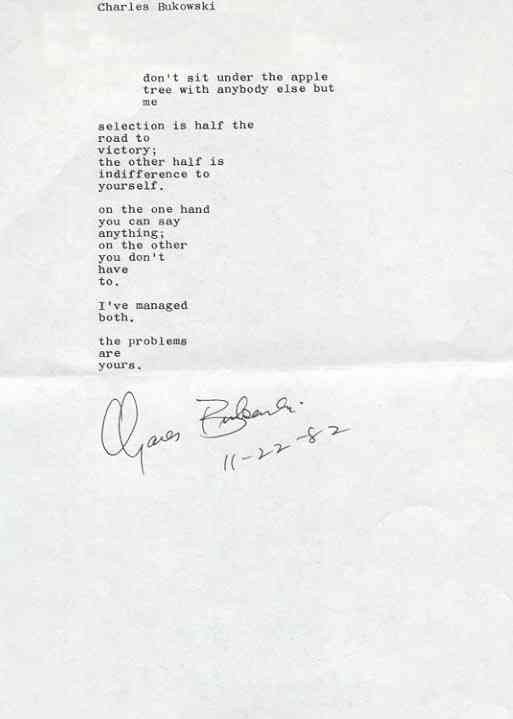 Charles Bukowski
don't sit under the apple
tree with anybody else but
me
selection is half the
road to
victory;
the other half is
indifference to
yourself.
on the one hand
you can say
anything;
on the other
you don't
have
to.
I've managed
both.
the problems
are
yours.
Charles Bukowski.
11-22-82